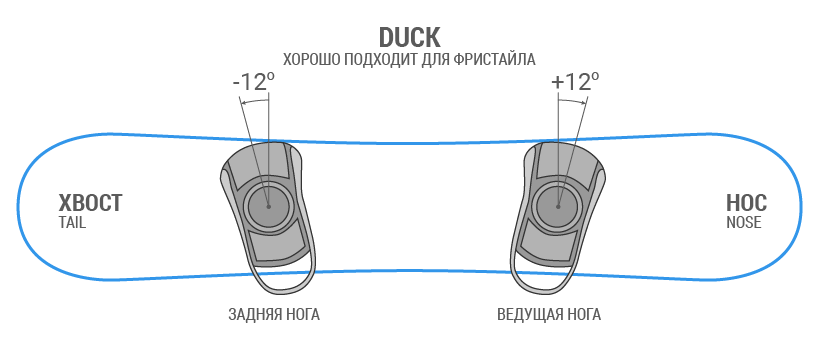 DUCK
ХОРОШО ПОДХОДИТ ДЛЯ ФРИСТАЙЛА
-12º
+12º
ХВОСТ
TAIL
НОС
NOSE
ЗАДНЯЯ НОГА
ВЕДУЩАЯ НОГА